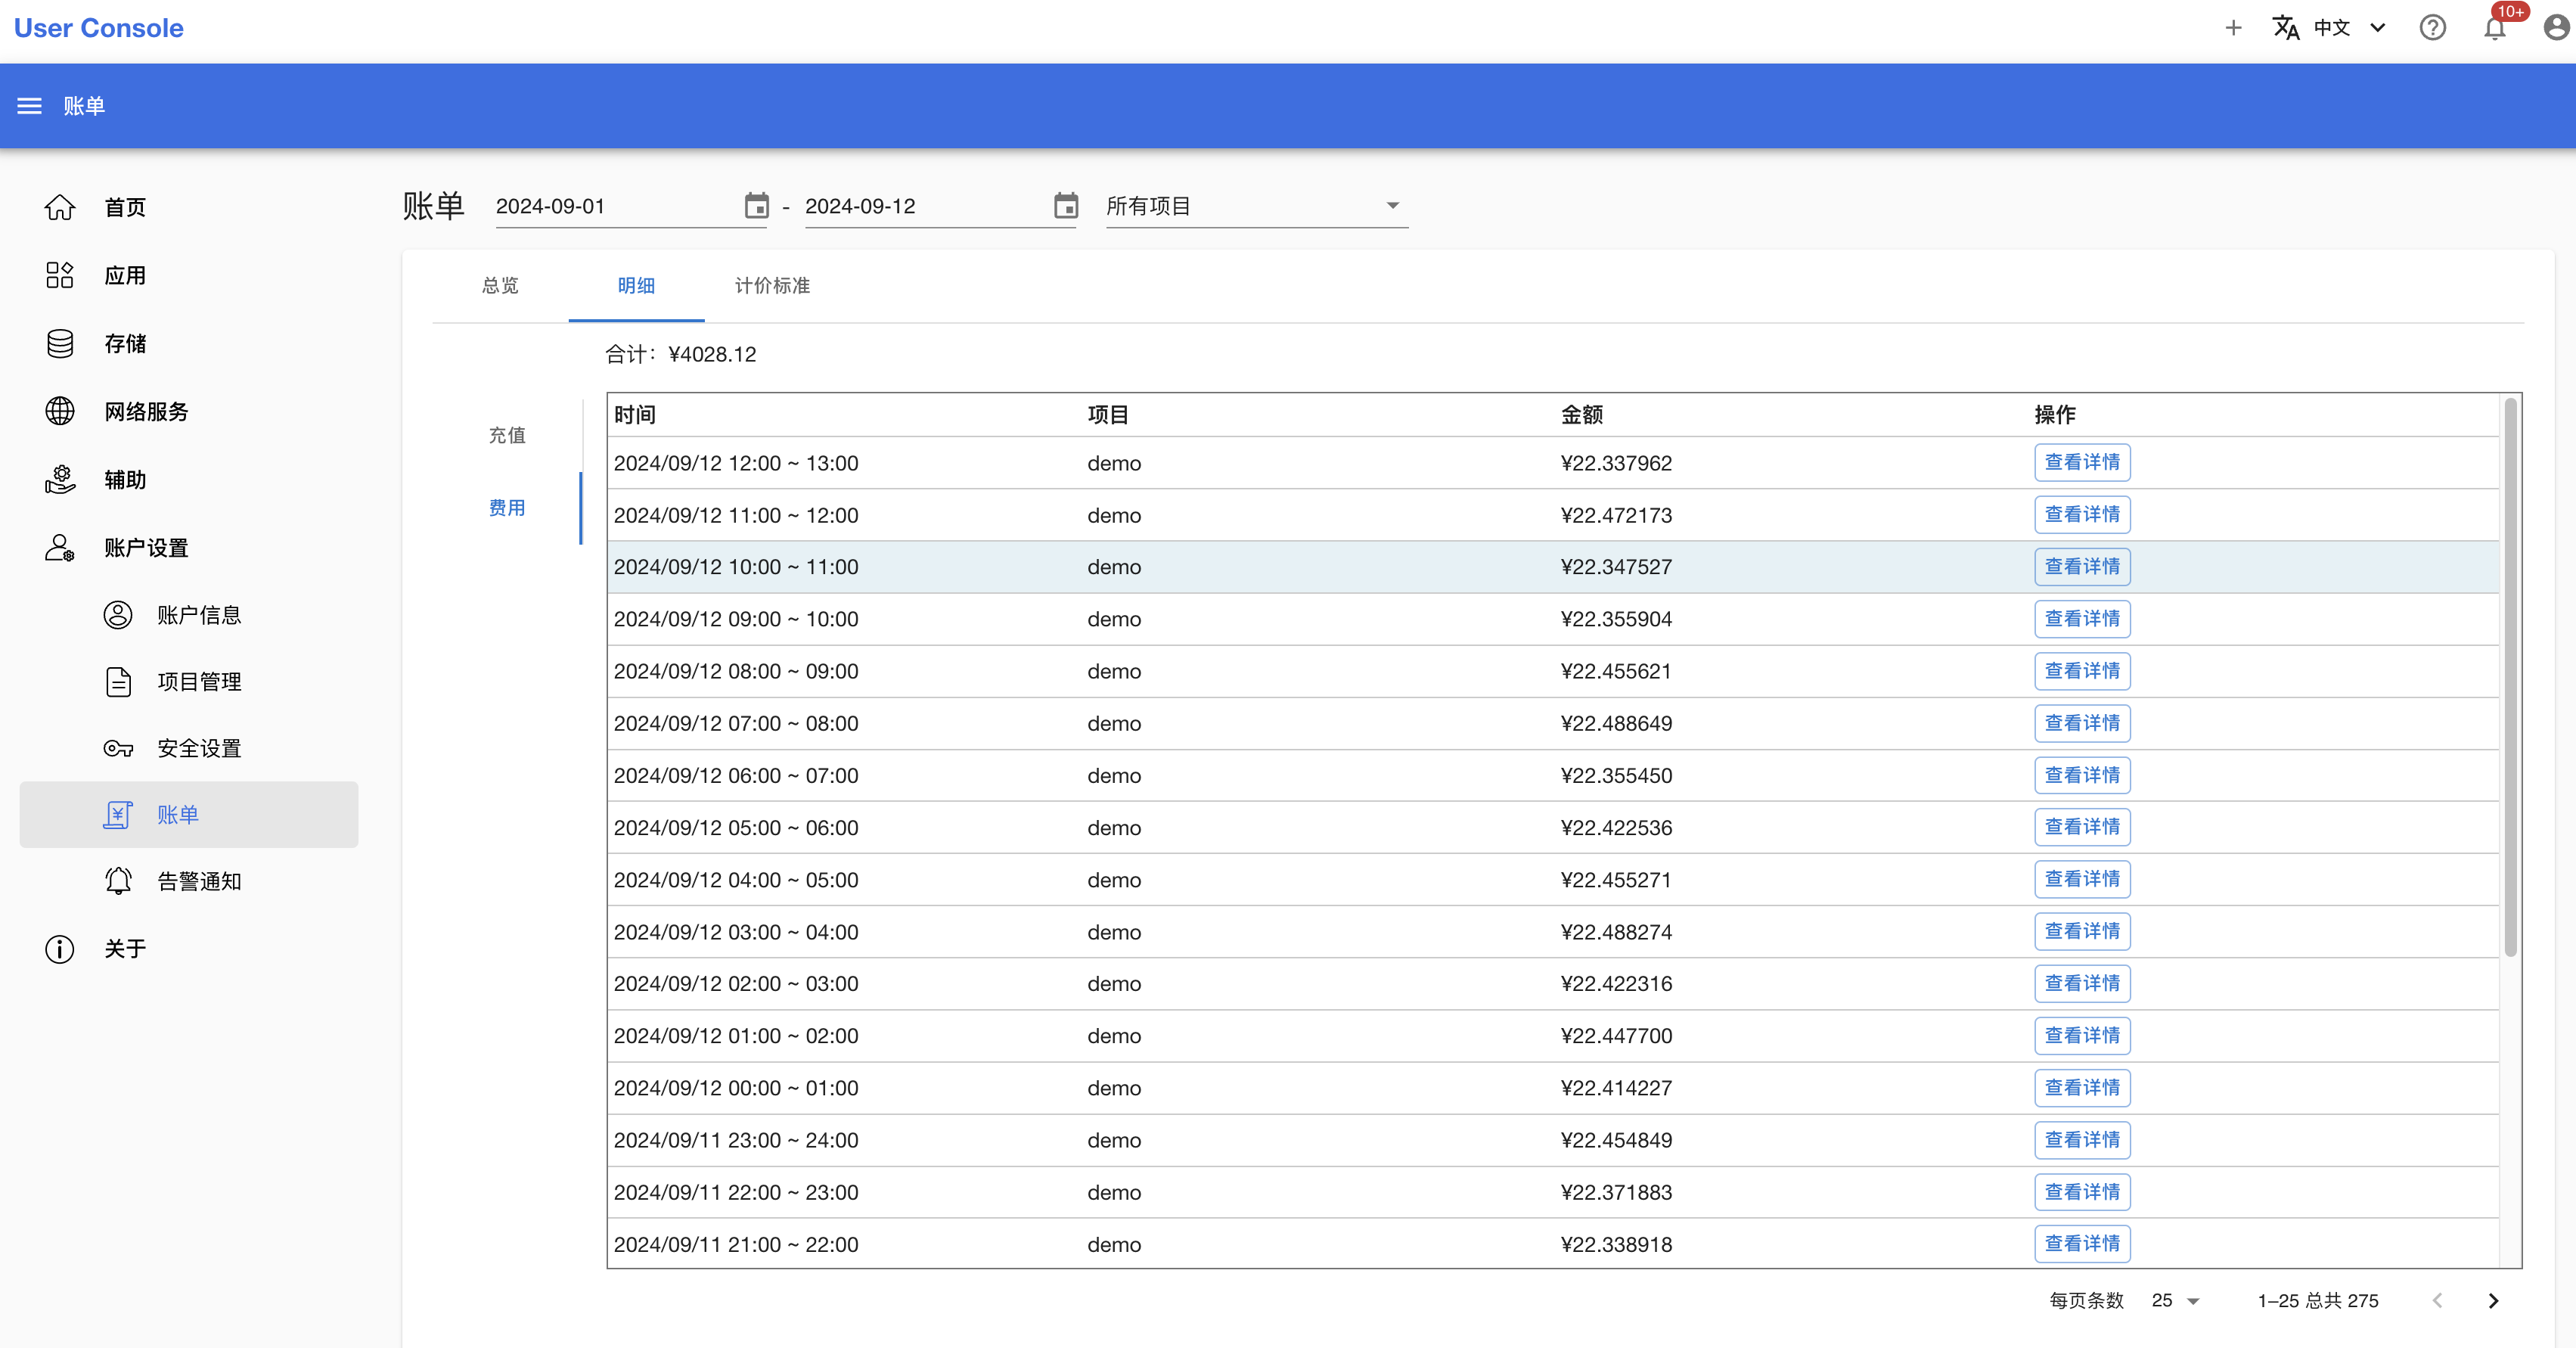 User Console
中文
10+
账单
首页
应用
存储
网络服务
辅助
账户设置
账户信息
项目管理
安全设置
账单
告警通知
关于
账单 2024-09-01 - 2024-09-12 所有项目
总览 明细 计价标准
合计：¥4028.12
充值
费用
时间 项目 金额 操作
2024/09/12 12:00 ~ 13:00 demo ¥22.337962 查看详情
2024/09/12 11:00 ~ 12:00 demo ¥22.472173 查看详情
2024/09/12 10:00 ~ 11:00 demo ¥22.347527 查看详情
2024/09/12 09:00 ~ 10:00 demo ¥22.355904 查看详情
2024/09/12 08:00 ~ 09:00 demo ¥22.455621 查看详情
2024/09/12 07:00 ~ 08:00 demo ¥22.488649 查看详情
2024/09/12 06:00 ~ 07:00 demo ¥22.355450 查看详情
2024/09/12 05:00 ~ 06:00 demo ¥22.422536 查看详情
2024/09/12 04:00 ~ 05:00 demo ¥22.455271 查看详情
2024/09/12 03:00 ~ 04:00 demo ¥22.488274 查看详情
2024/09/12 02:00 ~ 03:00 demo ¥22.422316 查看详情
2024/09/12 01:00 ~ 02:00 demo ¥22.447700 查看详情
2024/09/12 00:00 ~ 01:00 demo ¥22.414227 查看详情
2024/09/11 23:00 ~ 24:00 demo ¥22.454849 查看详情
2024/09/11 22:00 ~ 23:00 demo ¥22.371883 查看详情
2024/09/11 21:00 ~ 22:00 demo ¥22.338918 查看详情
每页条数 25 1–25 总共 275